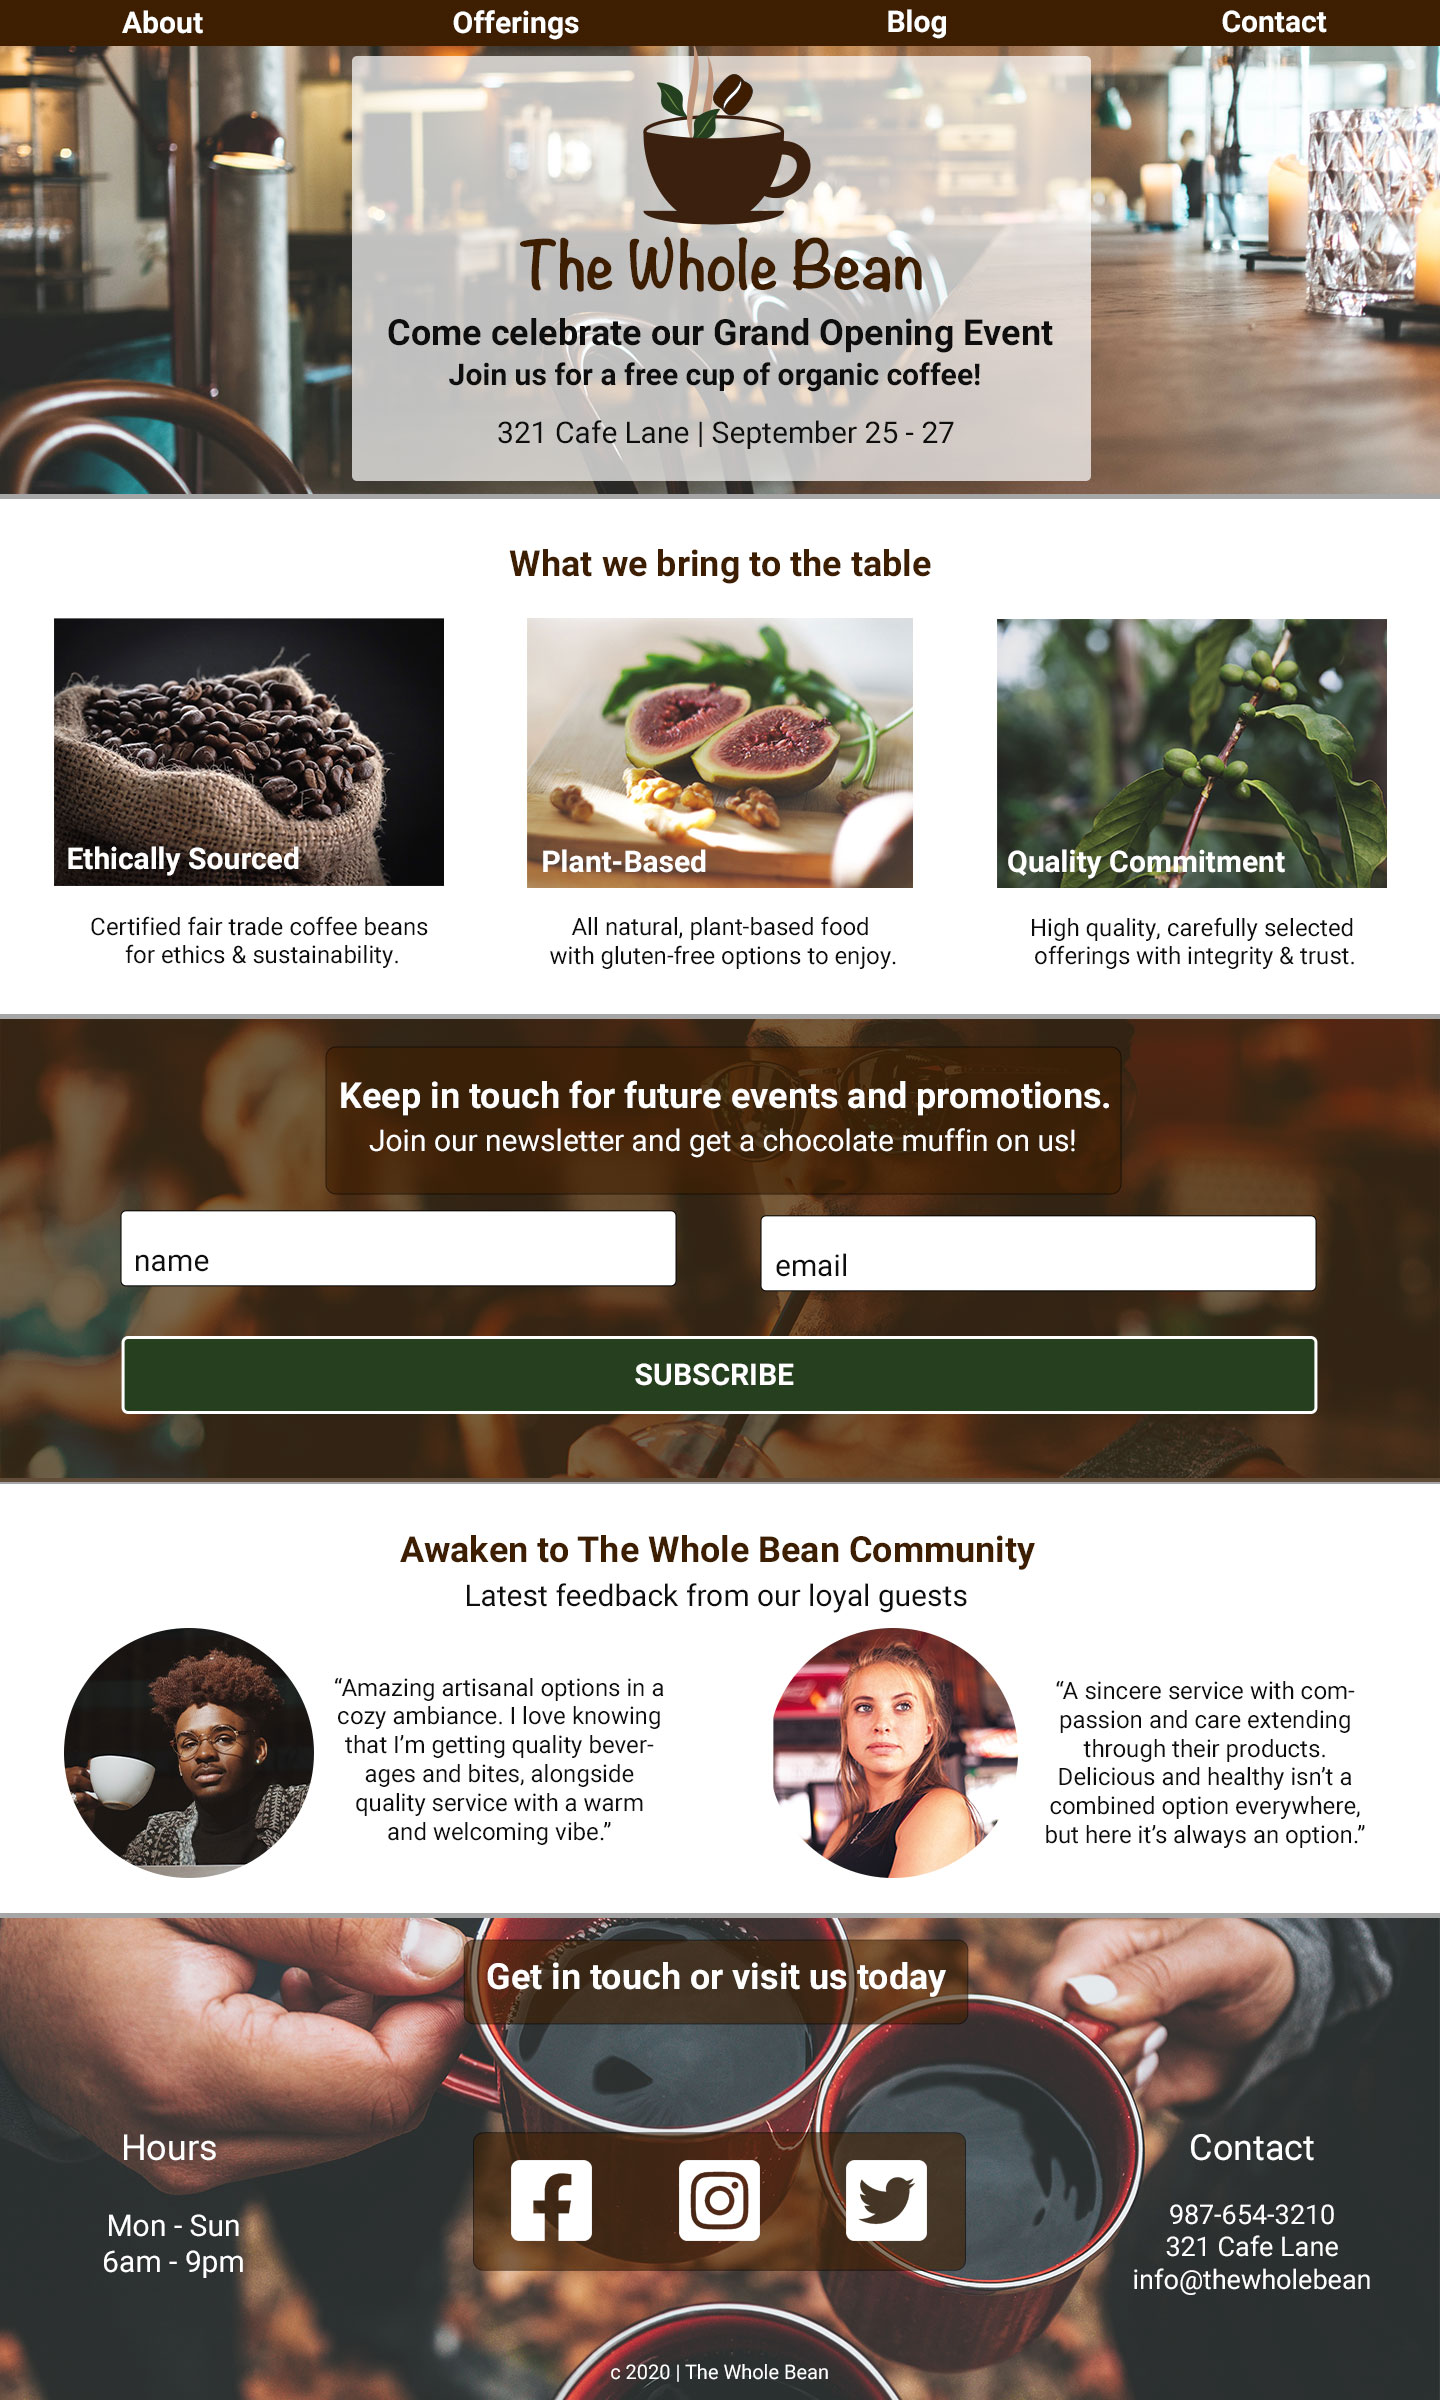 About
Offerings
Blog
Contact
The Whole Bean
Come celebrate our Grand Opening Event
Join us for a free cup of organic coffee!
321 Cafe Lane | September 25 - 27
What we bring to the table
Ethically Sourced
Certified fair trade coffee beans
for ethics & sustainability.
Plant-Based
All natural, plant-based food
with gluten-free options to enjoy.
Quality Commitment
High quality, carefully selected
offerings with integrity & trust.
Keep in touch for future events and promotions.
Join our newsletter and get a chocolate muffin on us!
name
email
SUBSCRIBE
Awaken to The Whole Bean Community
Latest feedback from our loyal guests
“Amazing artisanal options in a
cozy ambiance. I love knowing
that I’m getting quality bever-
ages and bites, alongside
quality service with a warm
and welcoming vibe.”
“A sincere service with com-
passion and care extending
through their products.
Delicious and healthy isn’t a
combined option everywhere,
but here it’s always an option.”
Get in touch or visit us today
Hours
Mon - Sun
6am - 9pm
Contact
987-654-3210
321 Cafe Lane
info@thewholebean
c 2020 | The Whole Bean